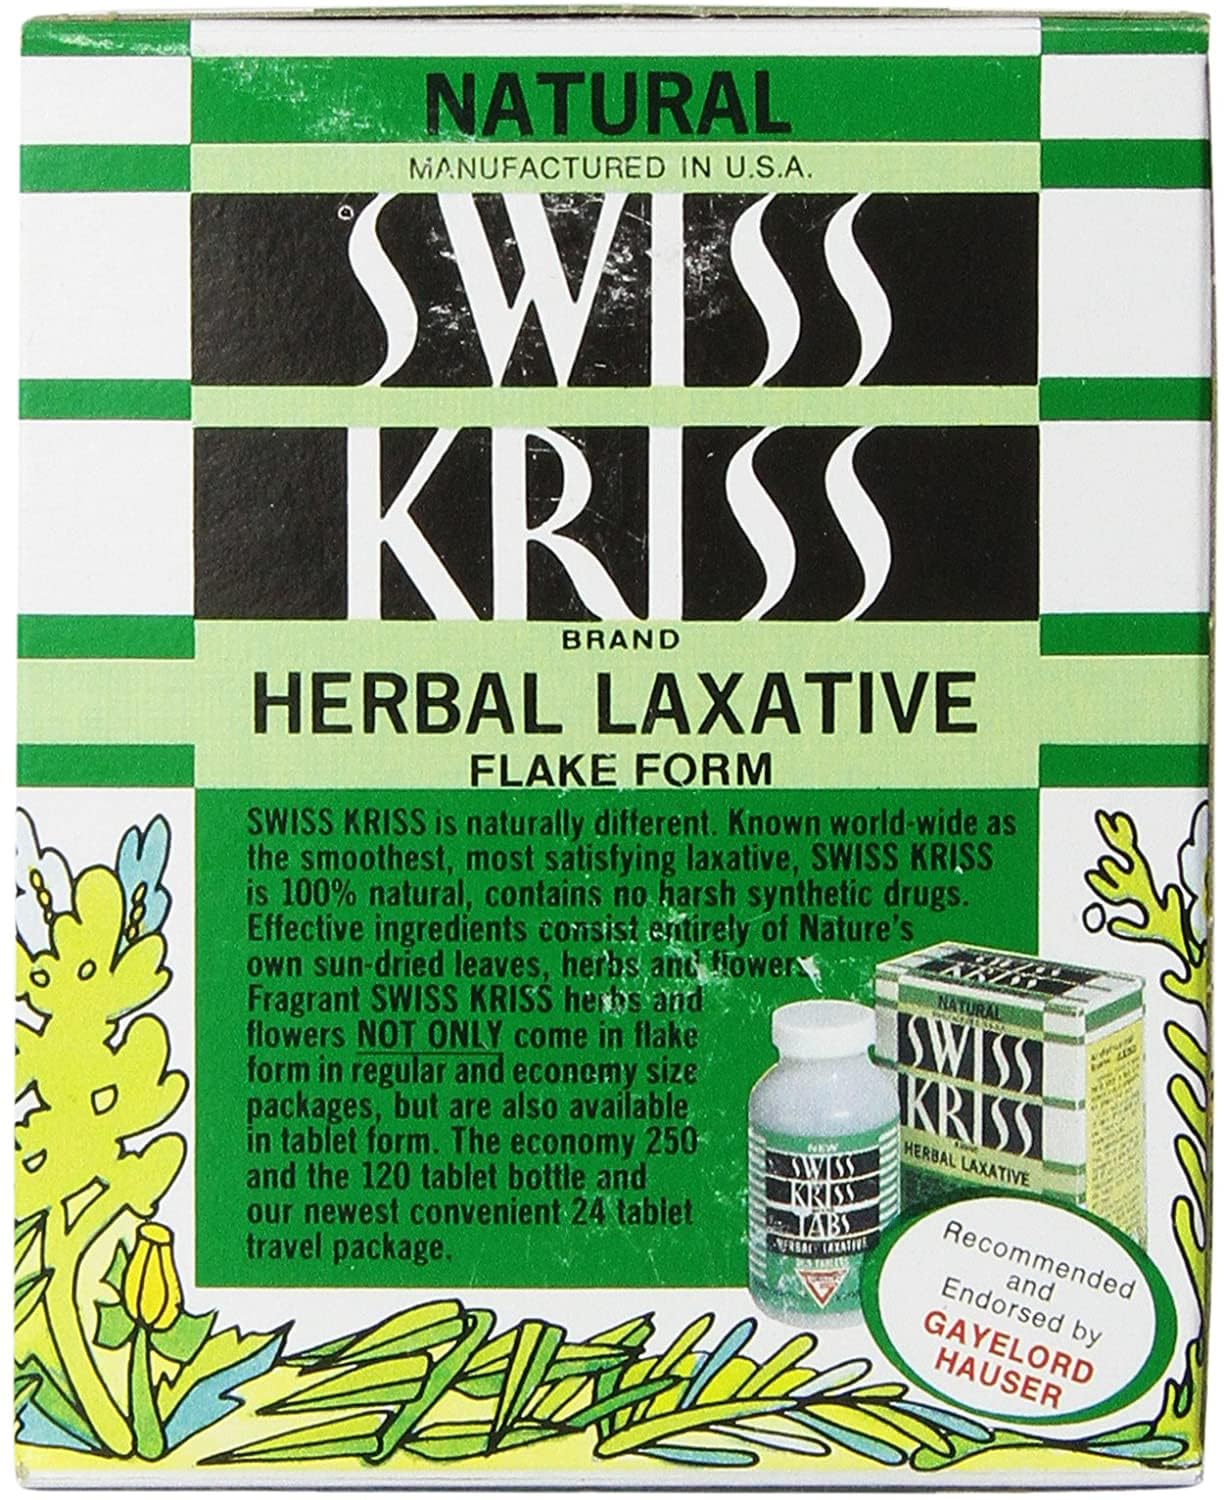 NATURAL
MANUFACTURED IN U.S.A.
SWISS
KRISS
BRAND
HERBAL LAXATIVE
FLAKE FORM
SWISS KRISS is naturally different. Known world-wide as
the smoothest, most satisfying laxative, SWISS KRISS
is 100% natural, contains no harsh synthetic drugs.
Effective ingredients consist entirely of Nature's
own sun-dried leaves, herbs and flowers.
Fragrant SWISS KRISS herbs and
flowers NOT ONLY come in flake
form in regular and economy size
packages, but are also available
in tablet form. The economy 250
and the 120 tablet bottle and
our newest convenient 24 tablet
travel package.
SWISS
KRISS
NATURAL
SWISS
KRISS
HERBAL LAXATIVE
NEW
SWISS
KRISS
TABS
HERBAL LAXATIVE
Recommended
and
Endorsed by
GAYELORD
HAUSER